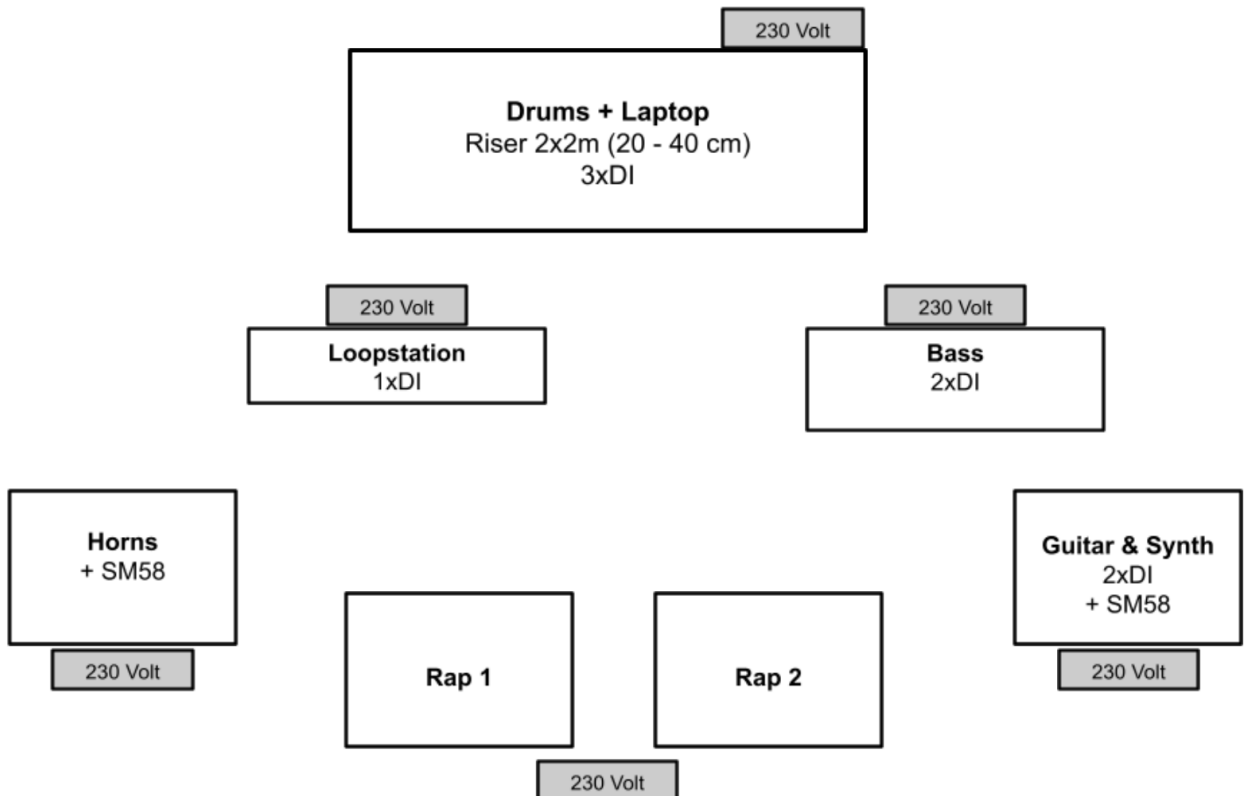 230 Volt
Drums + Laptop
Riser 2x2m (20 - 40 cm)
3xDI
230 Volt
Loopstation
1xDI
230 Volt
Bass
2xDI
Horns
+ SM58
230 Volt
Rap 1
Rap 2
230 Volt
Guitar & Synth
2xDI
+ SM58
230 Volt